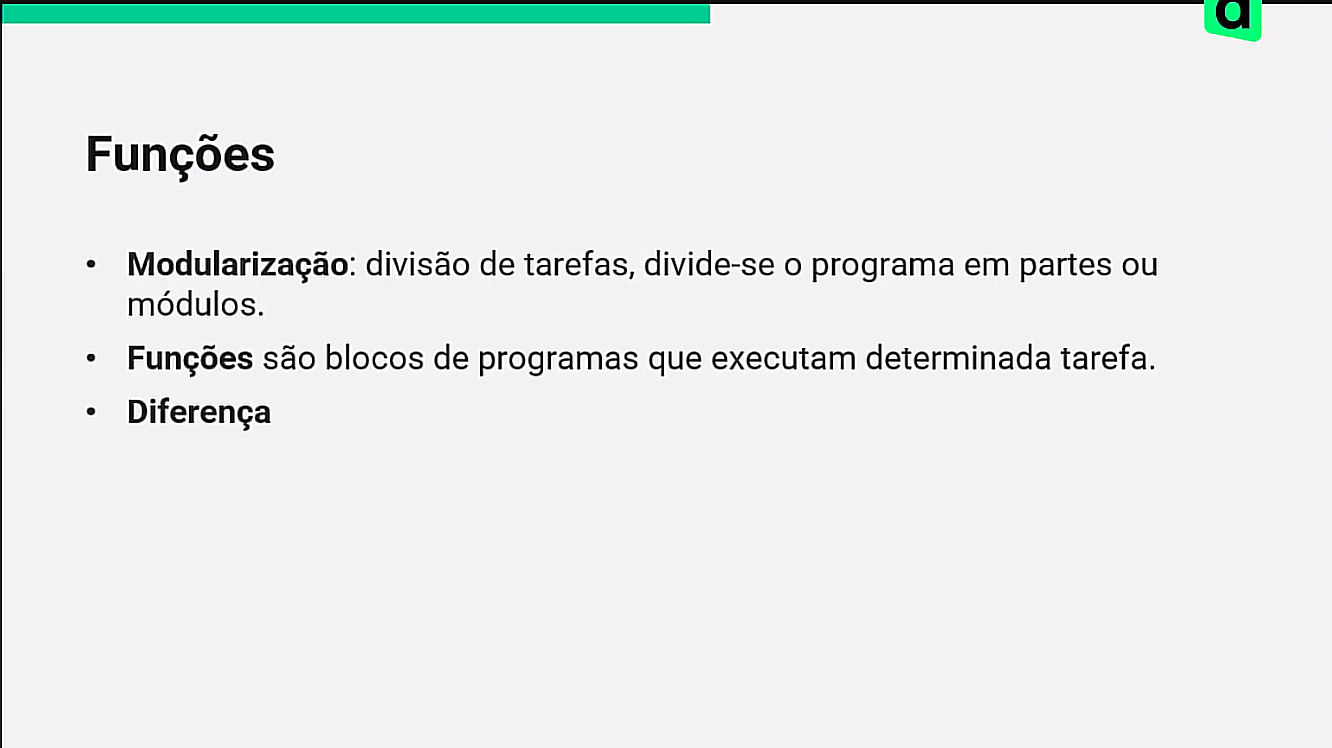 d
Funções
• Modularização: divisão de tarefas, divide-se o programa em partes ou
módulos.
• Funções são blocos de programas que executam determinada tarefa.
• Diferença